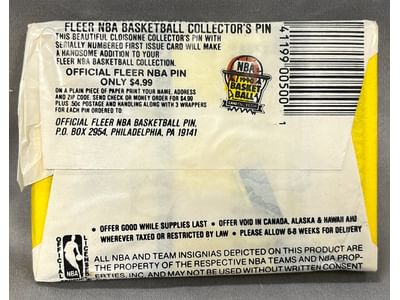 FLEER NBA BASKETBALL COLLECTOR'S PIN
THIS BEAUTIFUL CLOISONNE COLLECTOR'S PIN WITH
SERIALLY NUMBERED FIRST ISSUE CARD WILL MAKE
A HANDSOME ADDITION TO YOUR
FLEER NBA BASKETBALL COLLECTION.
OFFICIAL FLEER NBA PIN
ONLY $4.99
ON A PLAIN PIECE OF PAPER PRINT YOUR NAME, ADDRESS
AND ZIP CODE. SEND CHECK OR MONEY ORDER FOR $4.99
PLUS 50¢ POSTAGE AND HANDLING ALONG WITH 3 WRAPPERS
FOR EACH PIN ORDERED TO:
OFFICIAL FLEER NBA BASKETBALL PIN,
P.O. BOX 2954, PHILADELPHIA, PA 19141
NBA
BASKET
BALL
41199 00500 1
• OFFER GOOD WHILE SUPPLIES LAST • OFFER VOID IN CANADA, ALASKA & HAWAII AND
WHEREVER TAXED OR RESTRICTED BY LAW • PLEASE ALLOW 6-8 WEEKS FOR DELIVERY
OFFICIAL
NBA
LICENSEE
ALL NBA AND TEAM INSIGNIAS DEPICTED ON THIS PRODUCT ARE
THE PROPERTY OF THE RESPECTIVE NBA TEAMS AND NBA PROP-
ERTIES, INC. AND MAY NOT BE USED WITHOUT WRITTEN CONSENT